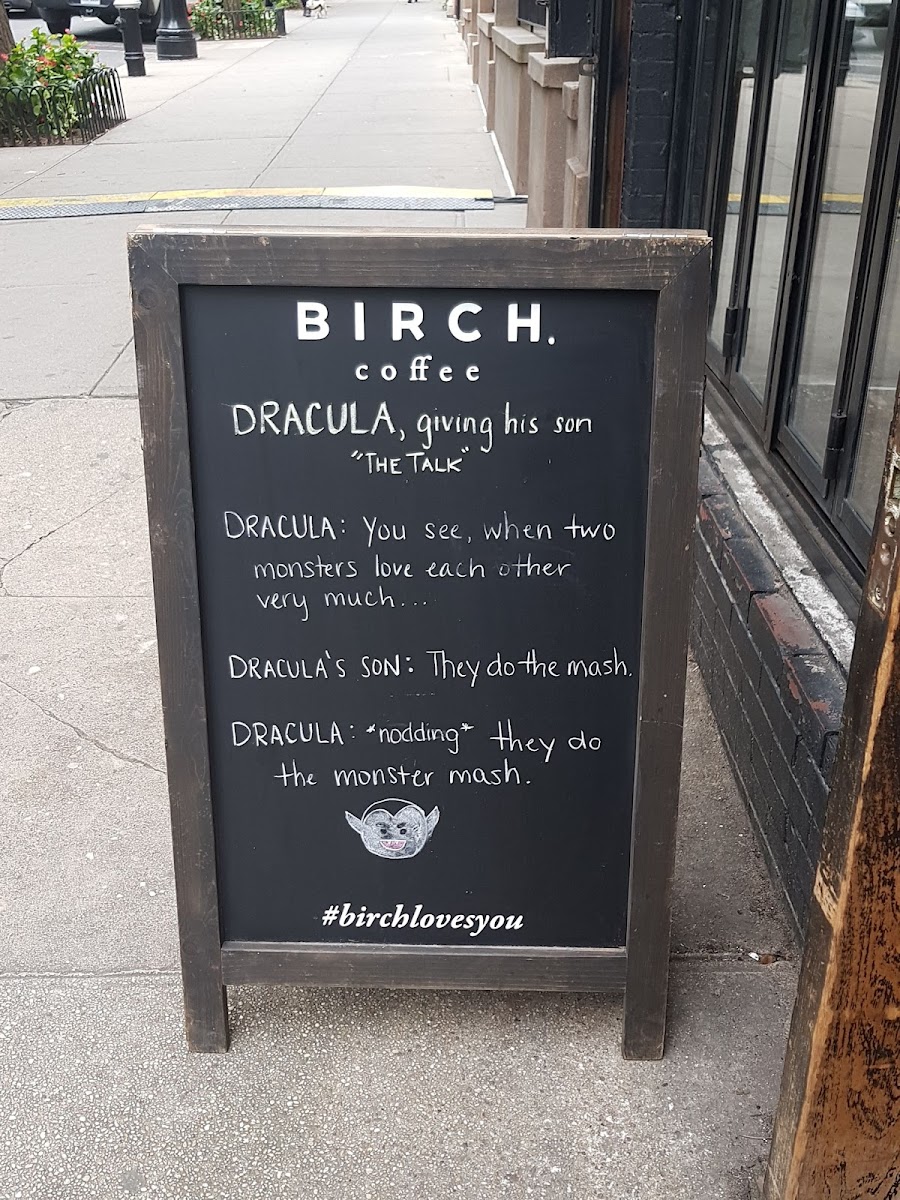 BIRCH.
coffee
DRACULA, giving his son
"THE TALK"
DRACULA: You see, when two
monsters love each other
very much...
DRACULA'S SON: They do the mash.
DRACULA: *nodding* they do
the monster mash.
#birchlovesyou